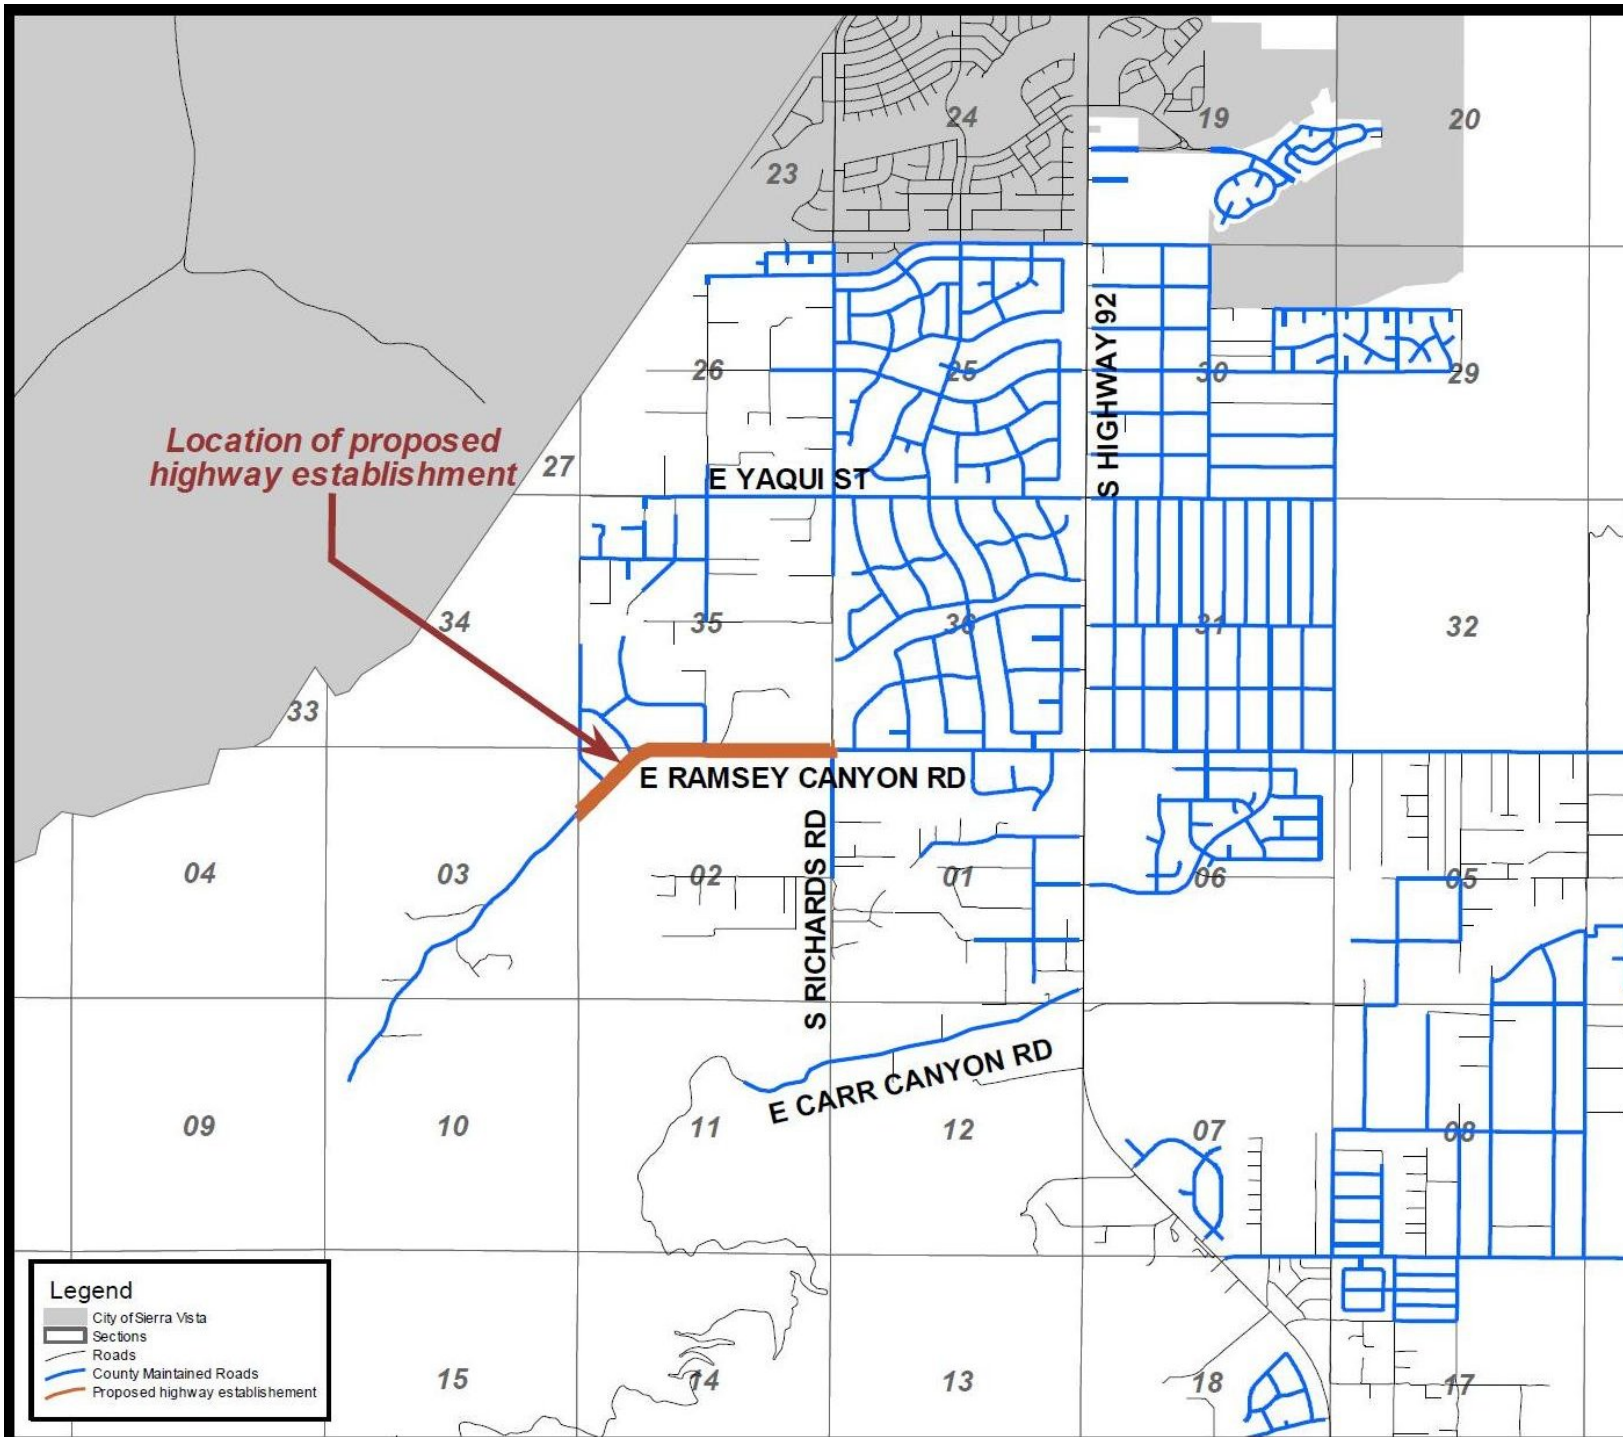 24
19
20
23
S HIGHWAY 92
26
25
30
29
Location of proposed
highway establishment
27
E YAQUI ST
34
35
36
31
32
33
E RAMSEY CANYON RD
S RICHARDS RD
04
03
02
01
06
05
E CARR CANYON RD
09
10
11
12
07
08
Legend
City of Sierra Vista
Sections
Roads
County Maintained Roads
Proposed highway establishement
15
14
13
18
17